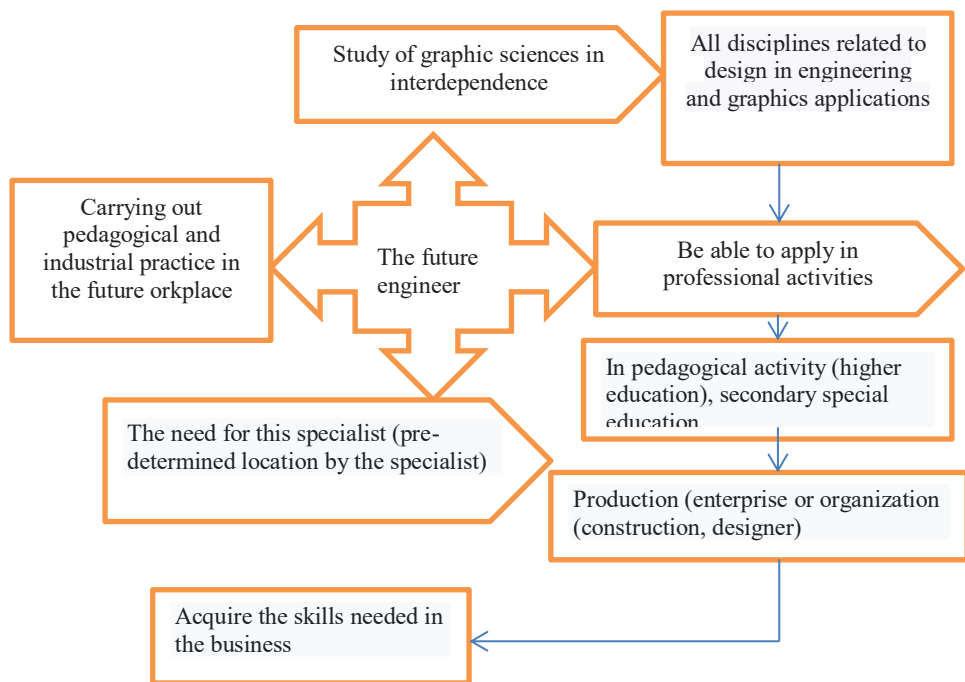 Study of graphic sciences in
interdependence
All disciplines related to
design in engineering
and graphics applications
Carrying out
pedagogical and
industrial practice in
the future orkplace
The future
engineer
Be able to apply in
professional activities
In pedagogical activity (higher
education), secondary special
education
The need for this specialist (pre-
determined location by the specialist)
Production (enterprise or organization
(construction, designer)
Acquire the skills needed in
the business